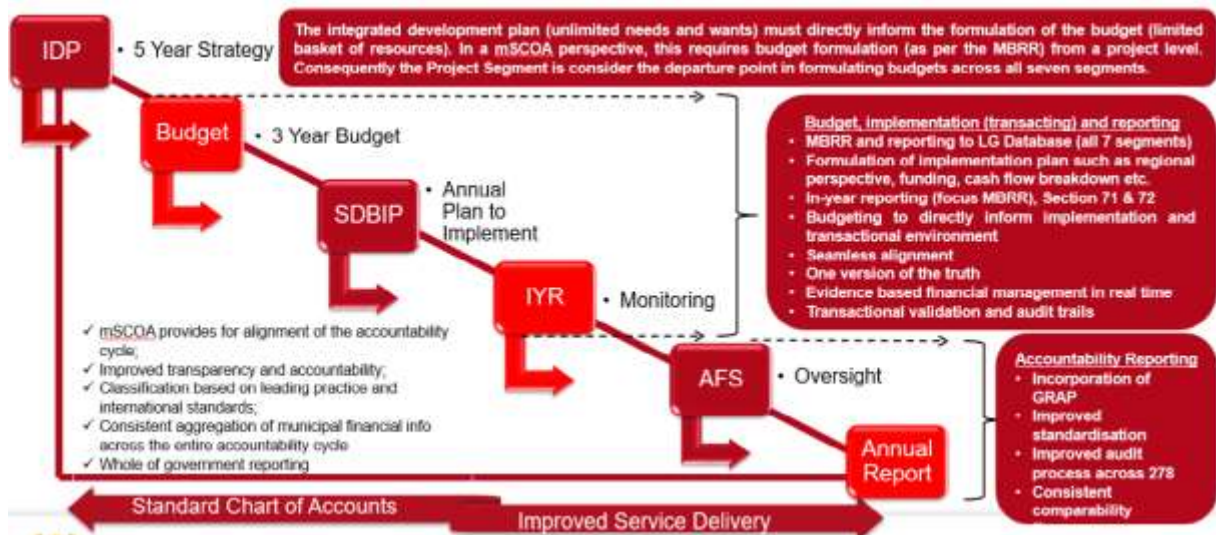 The integrated development plan (unlimited needs and wants) must directly inform the formulation of the budget (limited
basket of resources). In a mSCOA perspective, this requires budget formulation (as per the MBRR) from a project level.
Consequently the Project Segment is consider the departure point in formulating budgets across all seven segments.
IDP
• 5 Year Strategy
Budget
• 3 Year Budget
SDBIP
• Annual
Plan to
Implement
IYR
• Monitoring
AFS
• Oversight
Annual
Report
Budget, implementation (transacting) and reporting
• MBRR and reporting to LG Database (all 7 segments)
• Formulation of implementation plan such as regional
perspective, funding, cash flow breakdown etc.
• In-year reporting (focus MBRR), Section 71 & 72
• Budgeting to directly inform implementation and
transactional environment
• Seamless alignment
• One version of the truth
• Evidence based financial management in real time
• Transactional validation and audit trails
✓ mSCOA provides for alignment of the accountability
cycle;
✓ Improved transparency and accountability;
✓ Classification based on leading practice and
international standards;
✓ Consistent aggregation of municipal financial info
across the entire accountability cycle
✓ Whole of government reporting
Accountability Reporting
• Incorporation of
GRAP
• Improved
standardisation
• Improved audit
process across 278
• Consistent
comparability
Standard Chart of Accounts
Improved Service Delivery